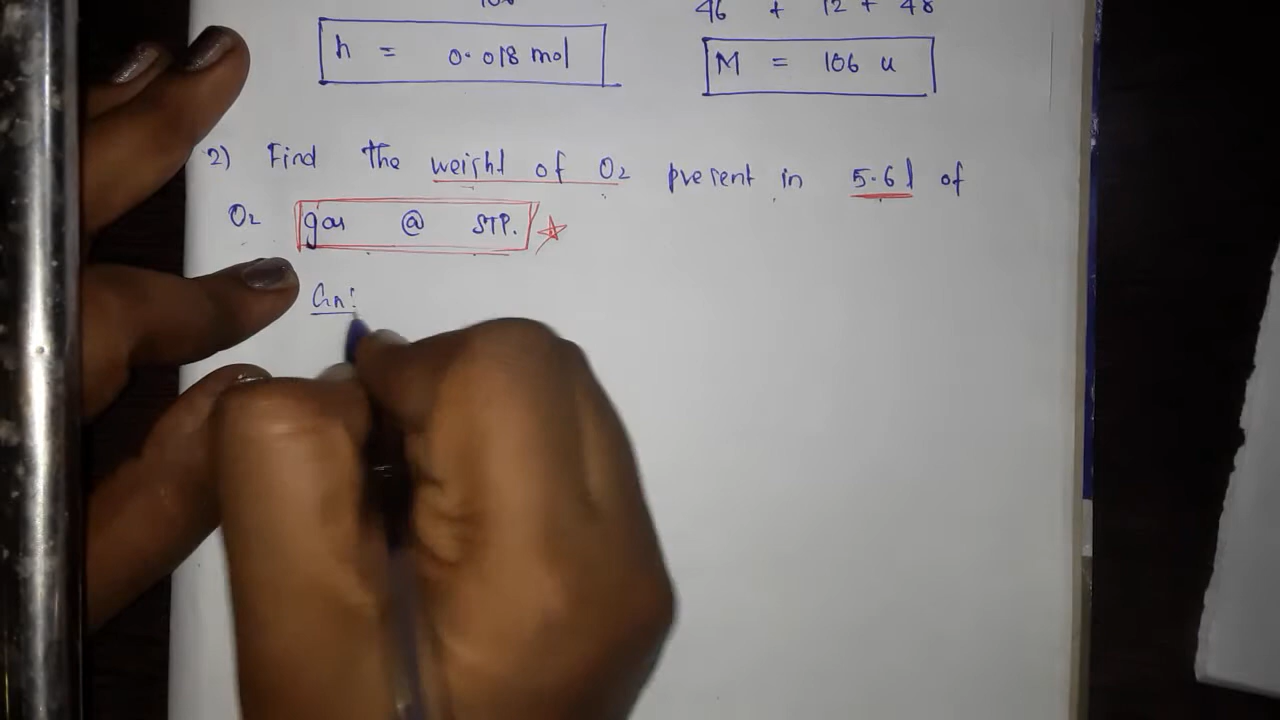 46 + 12 + 48
n = 0.018 mol
M = 106 u
2) Find the weight of O2 present in 5.6 l of
O2 gas @ STP.
Gn: